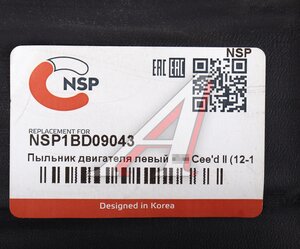 NSP
NSP
EAC EAC
REPLACEMENT FOR
NSP1BD09043
Пыльник двигателя левый Cee'd II (12-1
Designed in Korea